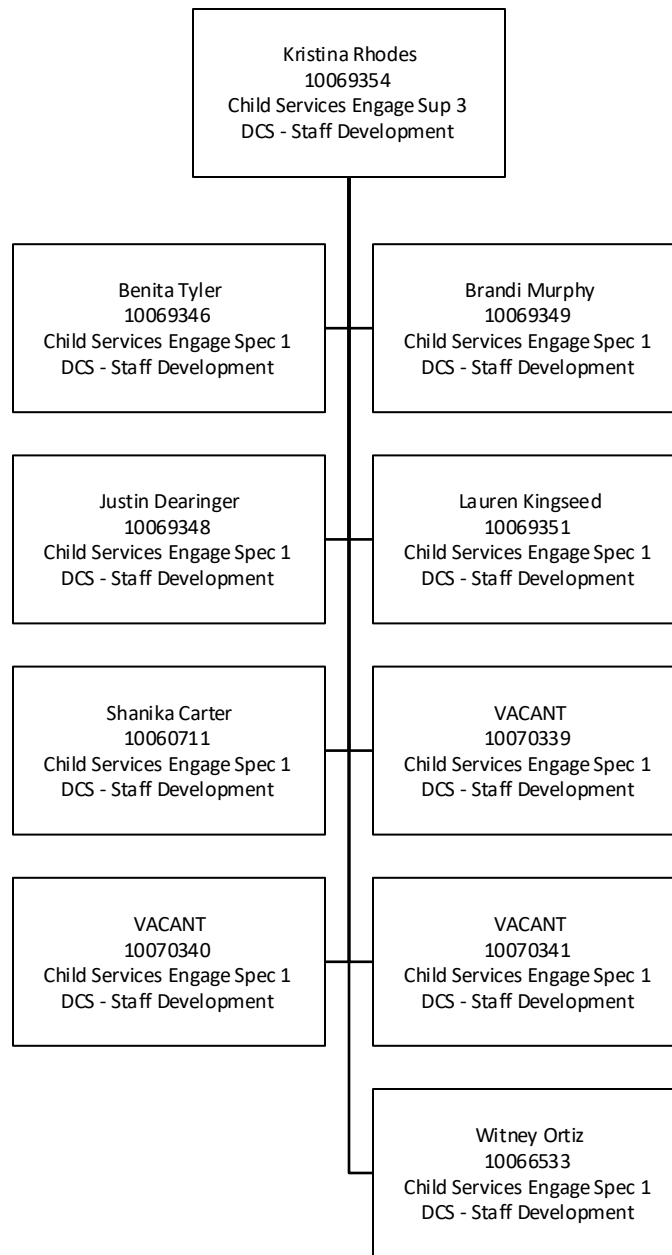 Kristina Rhodes
10069354
Child Services Engage Sup 3
DCS - Staff Development
Benita Tyler
10069346
Child Services Engage Spec 1
DCS - Staff Development
Brandi Murphy
10069349
Child Services Engage Spec 1
DCS - Staff Development
Justin Dearinger
10069348
Child Services Engage Spec 1
DCS - Staff Development
Lauren Kingseed
10069351
Child Services Engage Spec 1
DCS - Staff Development
Shanika Carter
10060711
Child Services Engage Spec 1
DCS - Staff Development
VACANT
10070339
Child Services Engage Spec 1
DCS - Staff Development
VACANT
10070340
Child Services Engage Spec 1
DCS - Staff Development
VACANT
10070341
Child Services Engage Spec 1
DCS - Staff Development
Witney Ortiz
10066533
Child Services Engage Spec 1
DCS - Staff Development